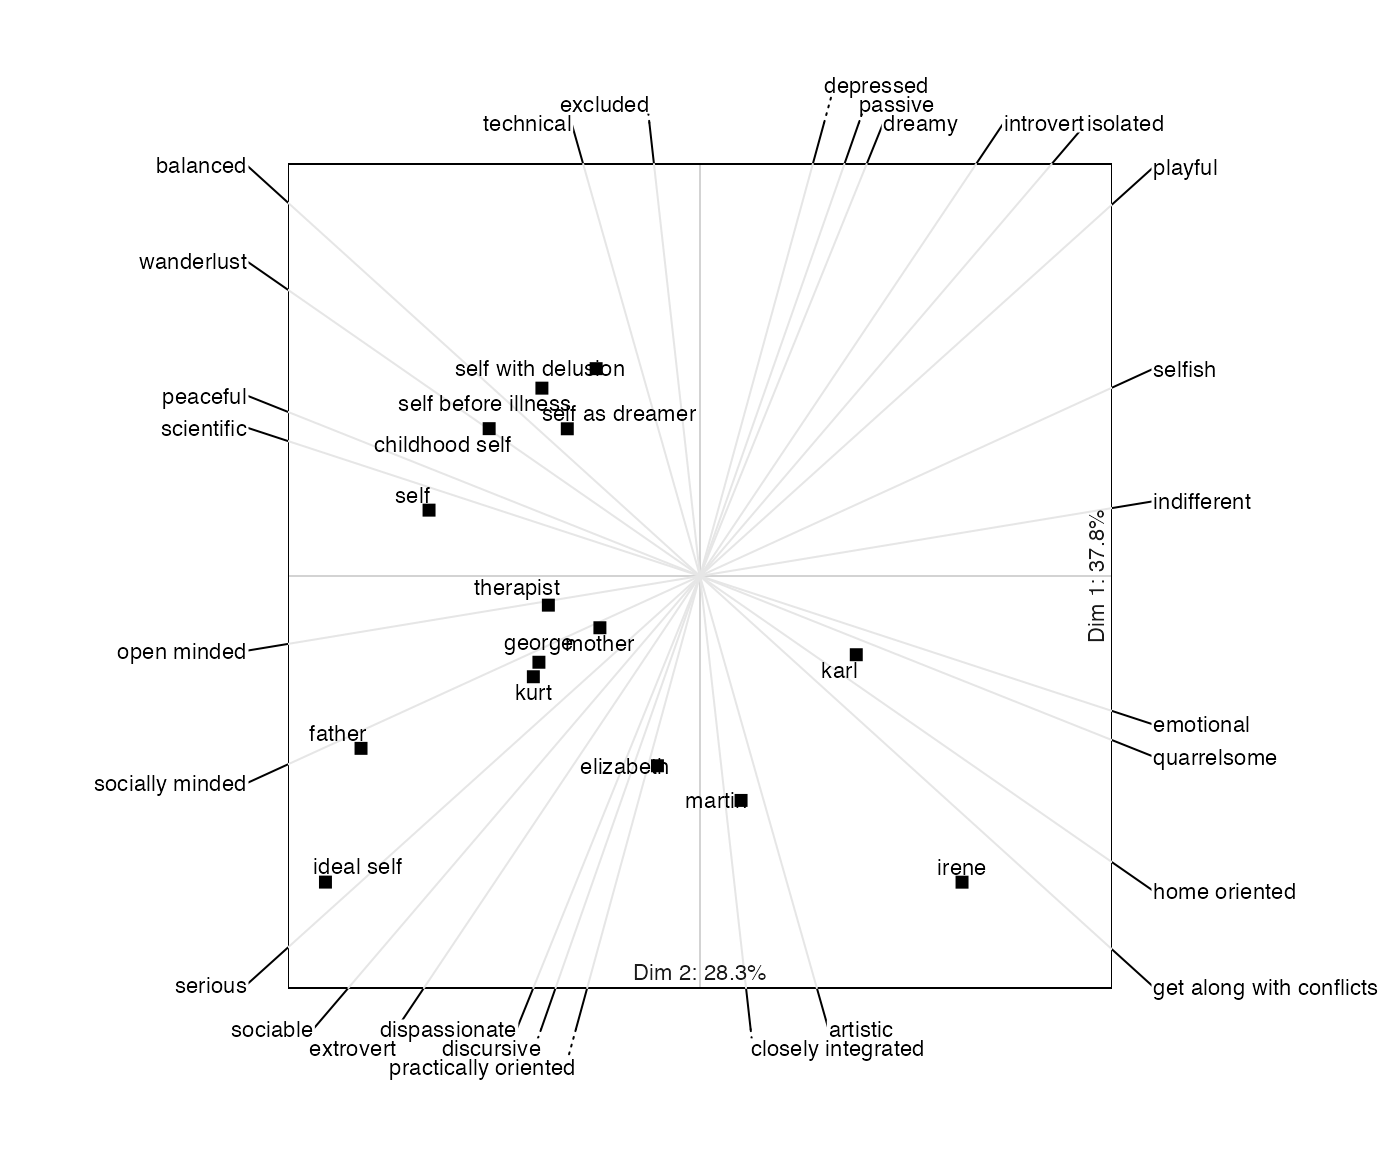 depressed
excluded
passive
technical
dreamy
introvert
isolated
balanced
playful
wanderlust
self with delusion
selfish
peaceful
self before illness
self as dreamer
scientific
childhood self
self
indifferent
Dim 1: 37.8%
therapist
george
mother
open minded
karl
kurt
emotional
father
quarrelsome
elizabeth
socially minded
martin
ideal self
irene
home oriented
Dim 2: 28.3%
serious
get along with conflicts
sociable
dispassionate
artistic
extrovert
discursive
closely integrated
practically oriented